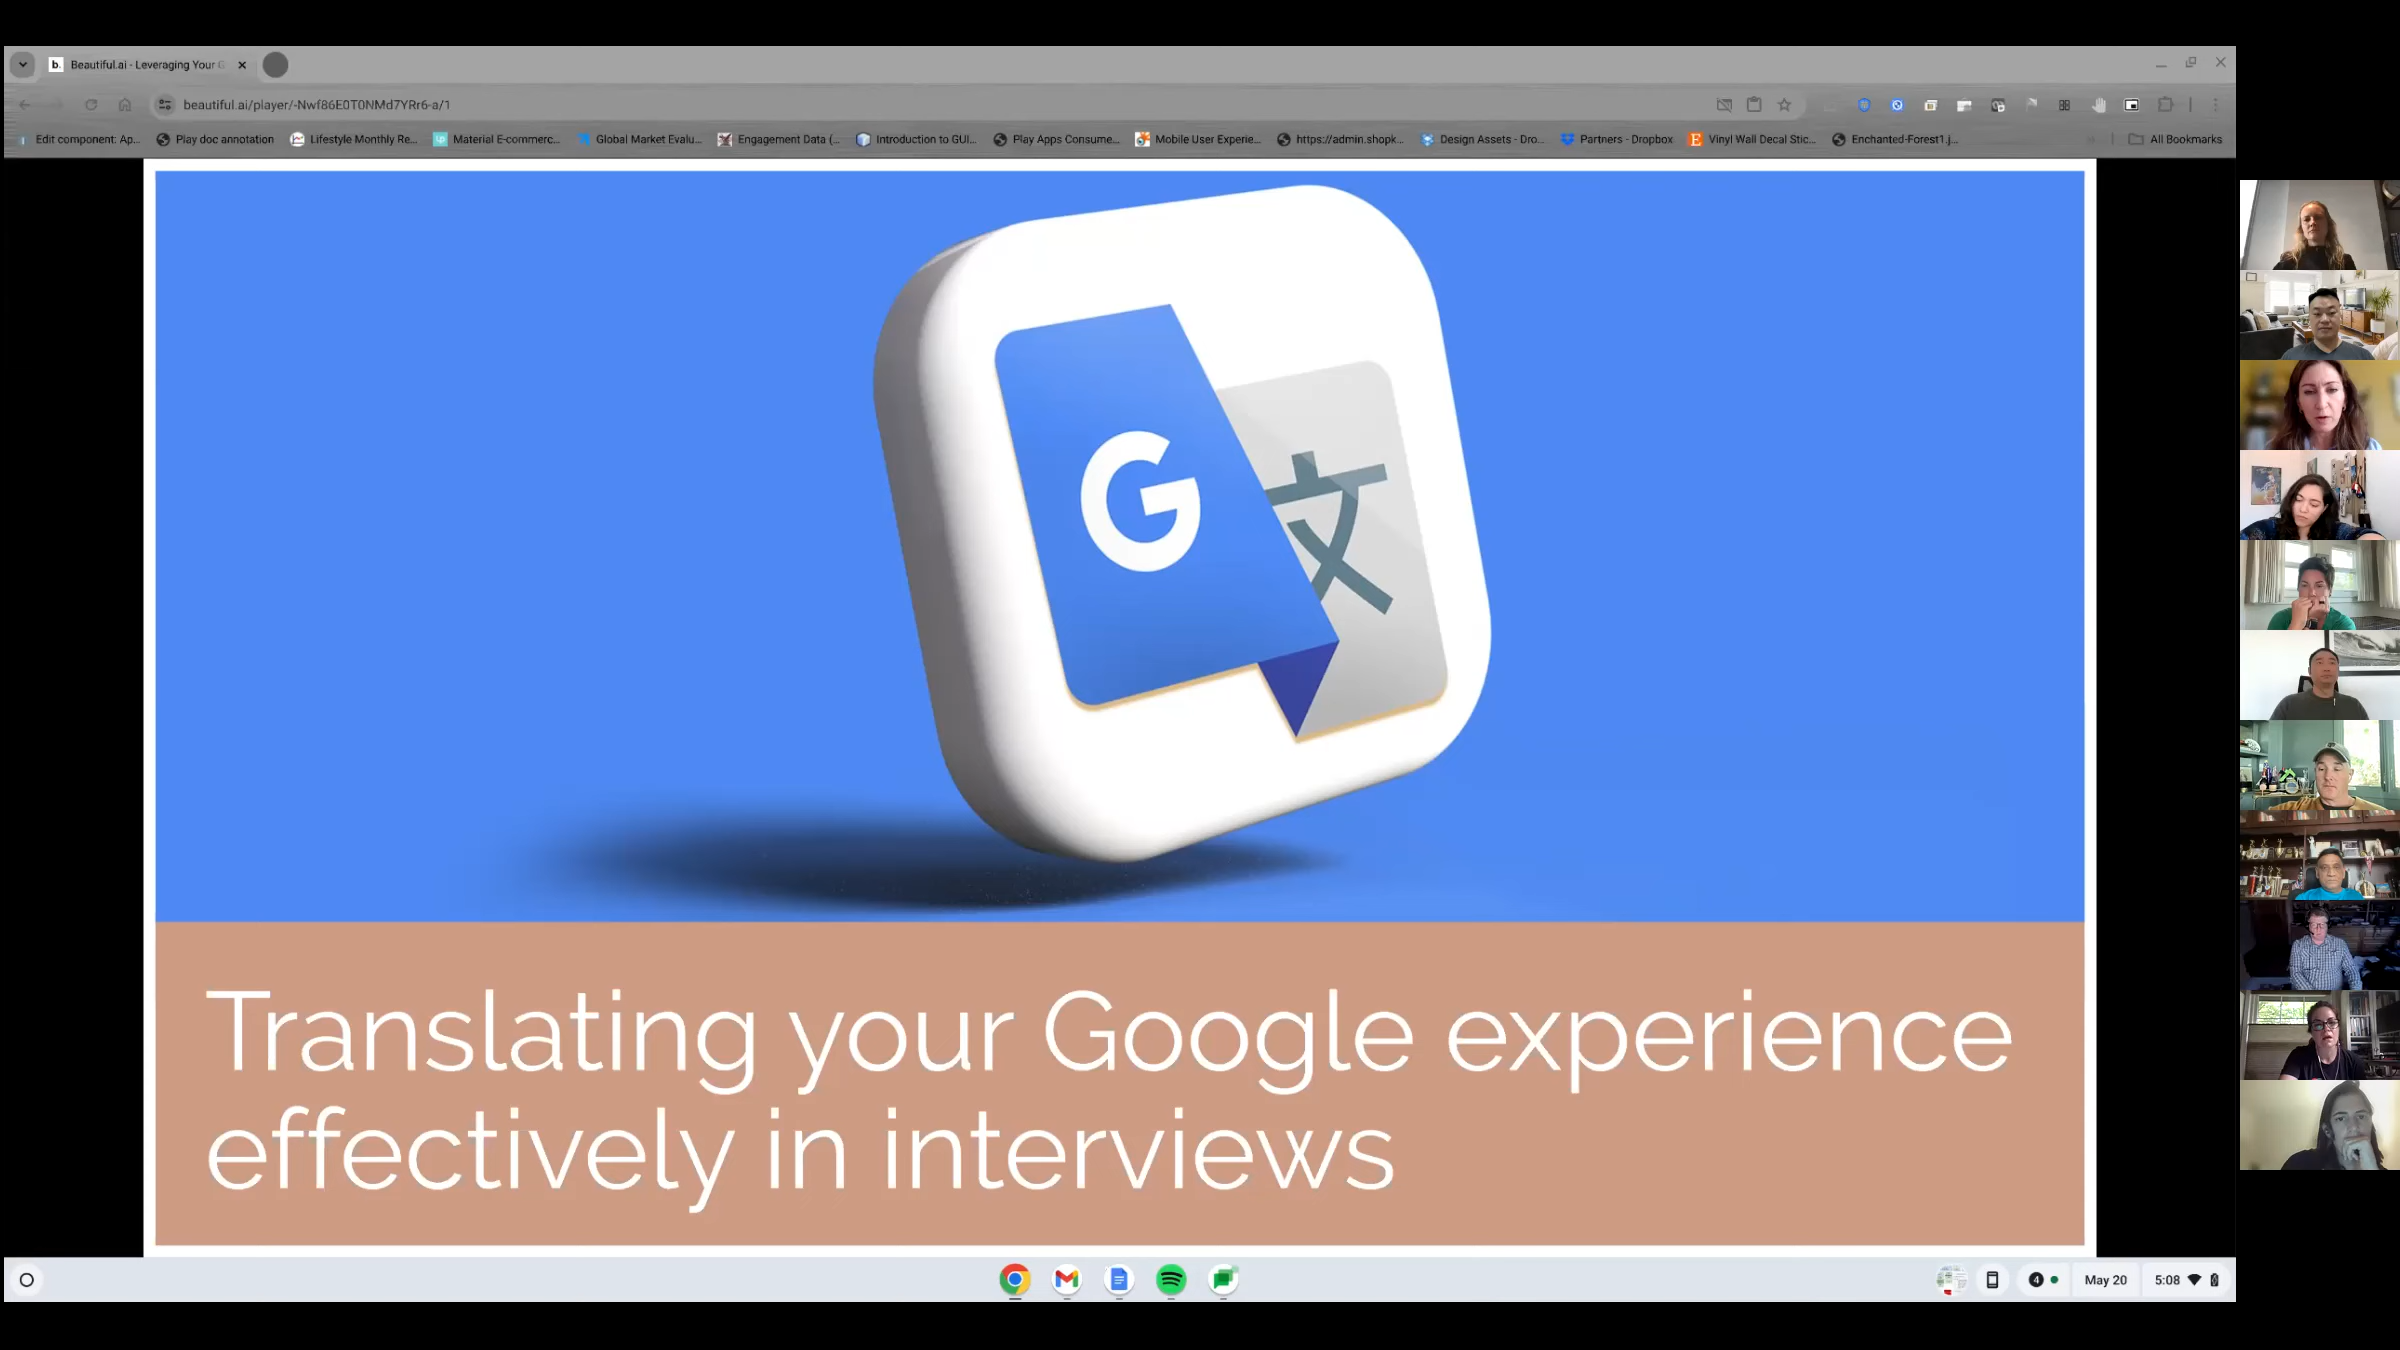 b. Beautiful.ai - Leveraging Your G
beautiful.ai/player/-Nwf86E0T0NMd7YRr6-a/1
Edit component: Ap... Play doc annotation Lifestyle Monthly Re... Material E-commerc... Global Market Evalu... Engagement Data (... Introduction to GUI... Play Apps Consume... Mobile User Experie... https://admin.shopk... Design Assets - Dro... Partners - Dropbox Vinyl Wall Decal Stic... Enchanted-Forest1.j... All Bookmarks
G 文
Translating your Google experience
effectively in interviews
4 May 20 5:08